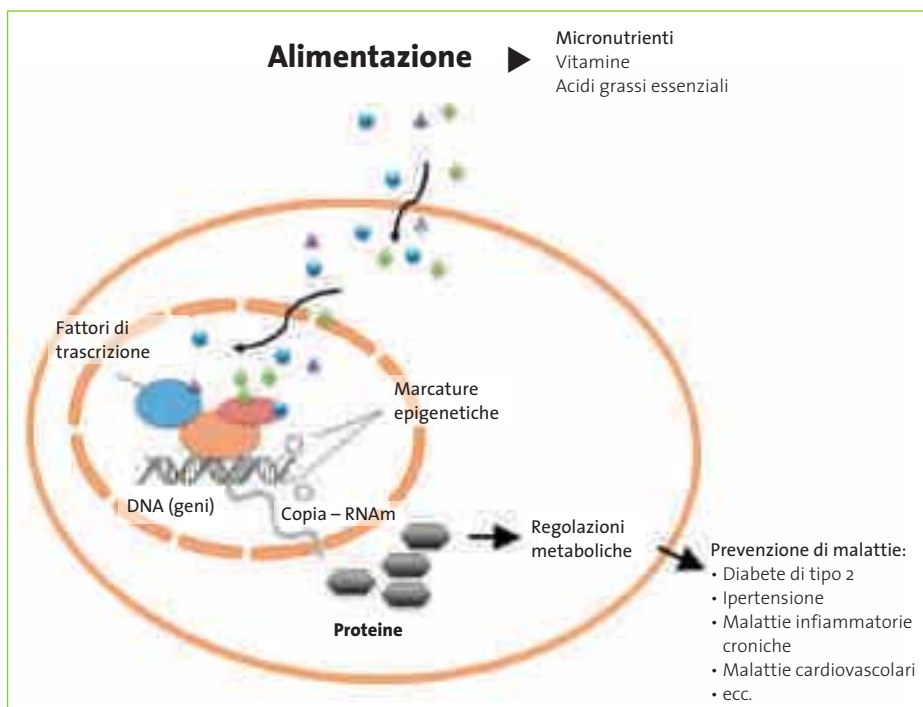 Alimentazione
Micronutrienti
Vitamine
Acidi grassi essenziali
Fattori di
trascrizione
Marcature
epigenetiche
DNA (geni)
Copia – RNAm
Regolazioni
metaboliche
Proteine
Prevenzione di malattie:
• Diabete di tipo 2
• Ipertensione
• Malattie infiammatorie
croniche
• Malattie cardiovascolari
• ecc.